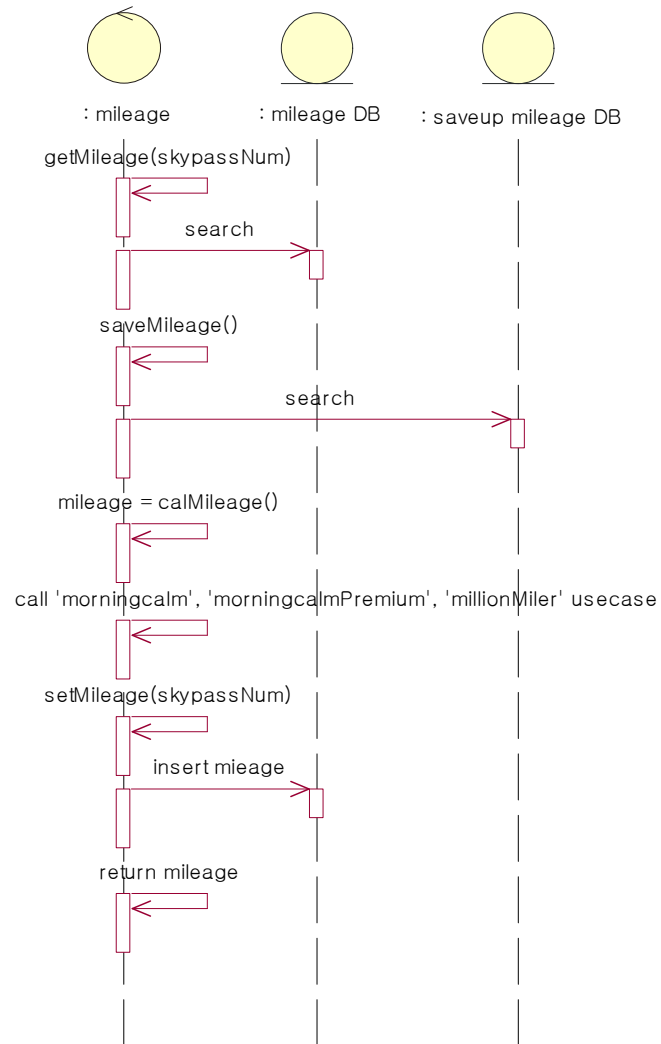 : mileage
: mileage DB
: saveup mileage DB
getMileage(skypassNum)
search
saveMileage()
search
mileage = calMileage()
call 'morningcalm', 'morningcalmPremium', 'millionMiler' usecase
setMileage(skypassNum)
insert mieage
return mileage